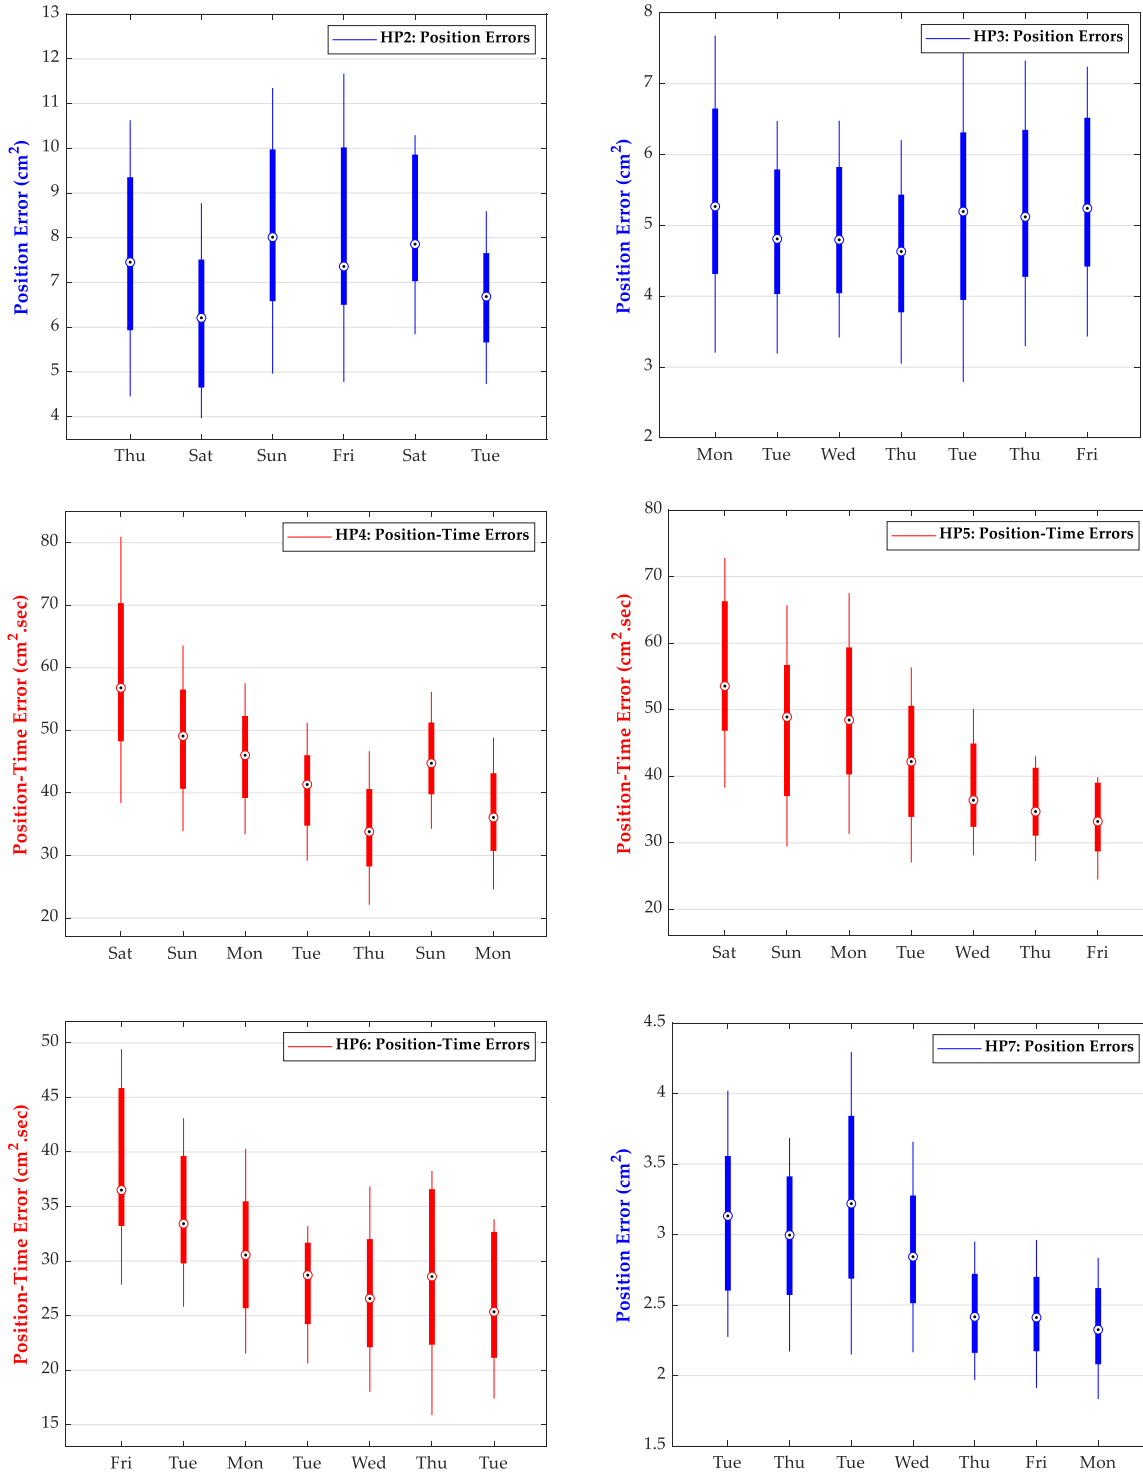 HP2: Position Errors
Position Error (cm²)
13
12
11
10
9
8
7
6
5
4
Thu Sat Sun Fri Sat Tue
HP3: Position Errors
Position Error (cm²)
8
7
6
5
4
3
2
Mon Tue Wed Thu Tue Thu Fri
HP4: Position-Time Errors
Position-Time Error (cm².sec)
80
70
60
50
40
30
20
Sat Sun Mon Tue Thu Sun Mon
HP5: Position-Time Errors
Position-Time Error (cm².sec)
80
70
60
50
40
30
20
Sat Sun Mon Tue Wed Thu Fri
HP6: Position-Time Errors
Position-Time Error (cm².sec)
50
45
40
35
30
25
20
15
Fri Tue Mon Tue Wed Thu Tue
HP7: Position Errors
Position Error (cm²)
4.5
4
3.5
3
2.5
2
1.5
Tue Thu Tue Wed Thu Fri Mon